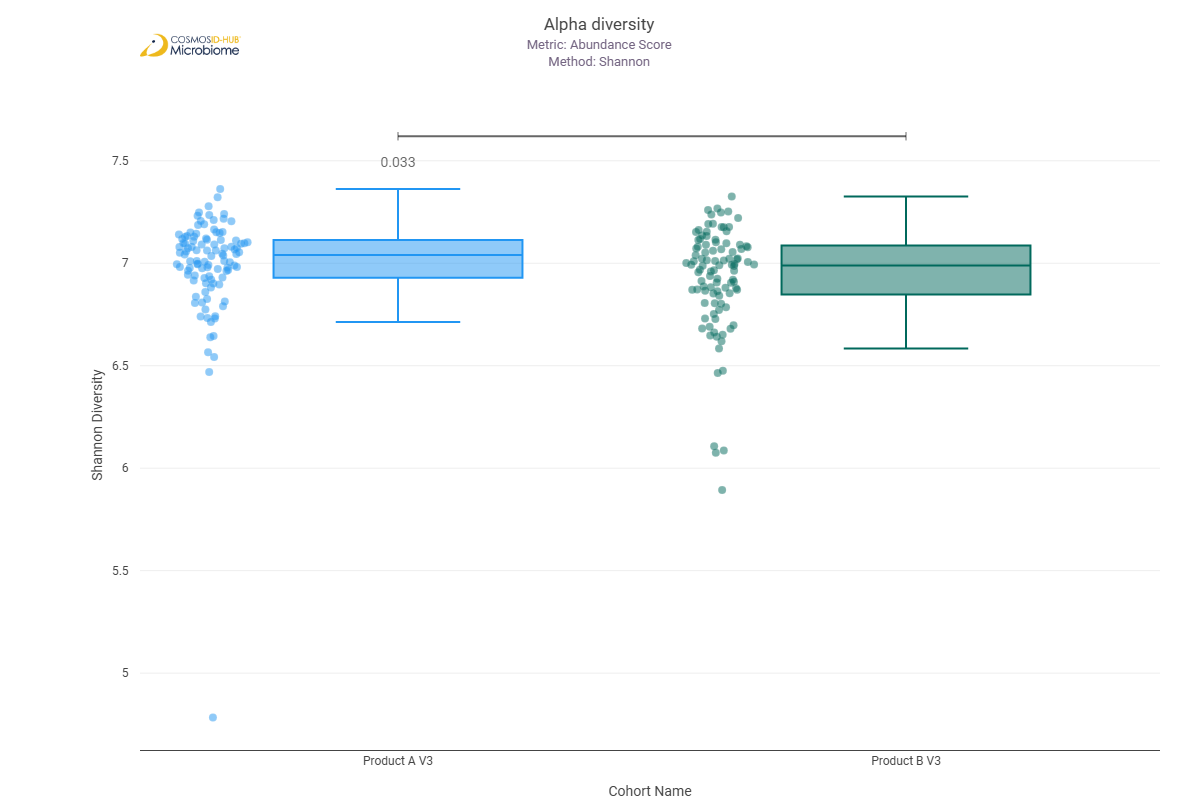 Alpha diversity
COSMOSID-HUB
Microbiome
Metric: Abundance Score
Method: Shannon
7.5
0.033
7
6.5
Shannon Diversity
6
5.5
5
Product A V3
Product B V3
Cohort Name